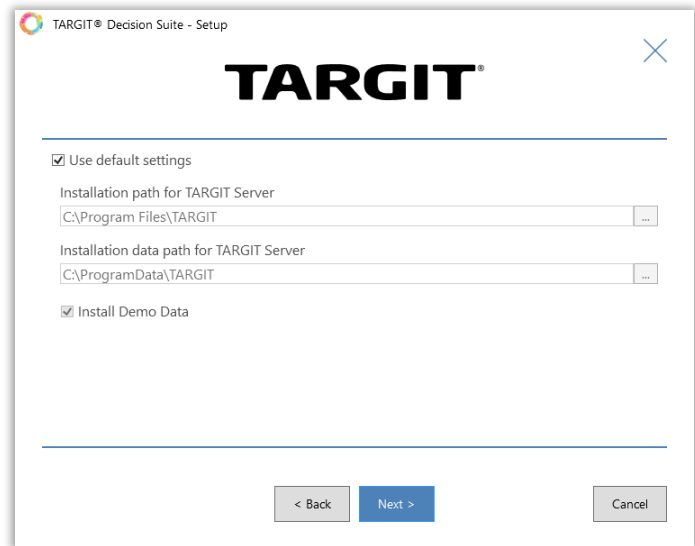 TARGIT® Decision Suite - Setup
TARGIT®
Use default settings
Installation path for TARGIT Server
C:\Program Files\TARGIT
...
Installation data path for TARGIT Server
C:\ProgramData\TARGIT
...
Install Demo Data
< Back
Next >
Cancel